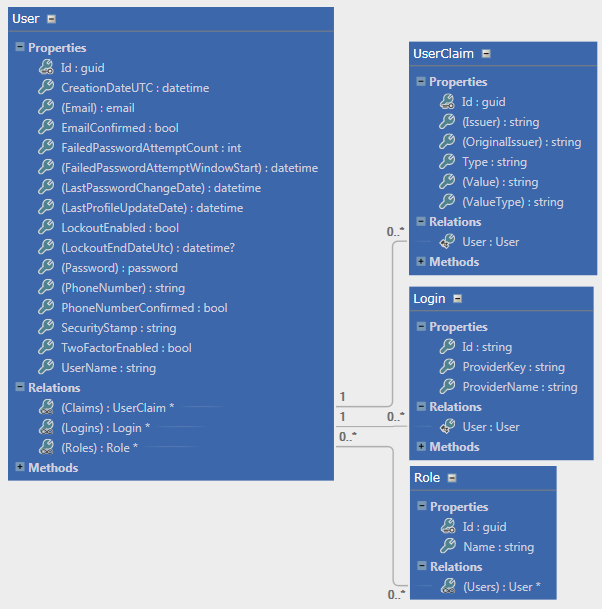 User
Properties
Id : guid
CreationDateUTC : datetime
(Email) : email
EmailConfirmed : bool
FailedPasswordAttemptCount : int
(FailedPasswordAttemptWindowStart) : datetime
(LastPasswordChangeDate) : datetime
(LastProfileUpdateDate) : datetime
LockoutEnabled : bool
(LockoutEndDateUtc) : datetime?
(Password) : password
(PhoneNumber) : string
PhoneNumberConfirmed : bool
SecurityStamp : string
TwoFactorEnabled : bool
UserName : string
Relations
(Claims) : UserClaim *
(Logins) : Login *
(Roles) : Role *
Methods
1
1
0..*
0..*
0..*
0..*
UserClaim
Properties
Id : guid
(Issuer) : string
(OriginalIssuer) : string
Type : string
(Value) : string
(ValueType) : string
Relations
User : User
Methods
Login
Properties
Id : string
ProviderKey : string
ProviderName : string
Relations
User : User
Methods
Role
Properties
Id : guid
Name : string
Relations
(Users) : User *